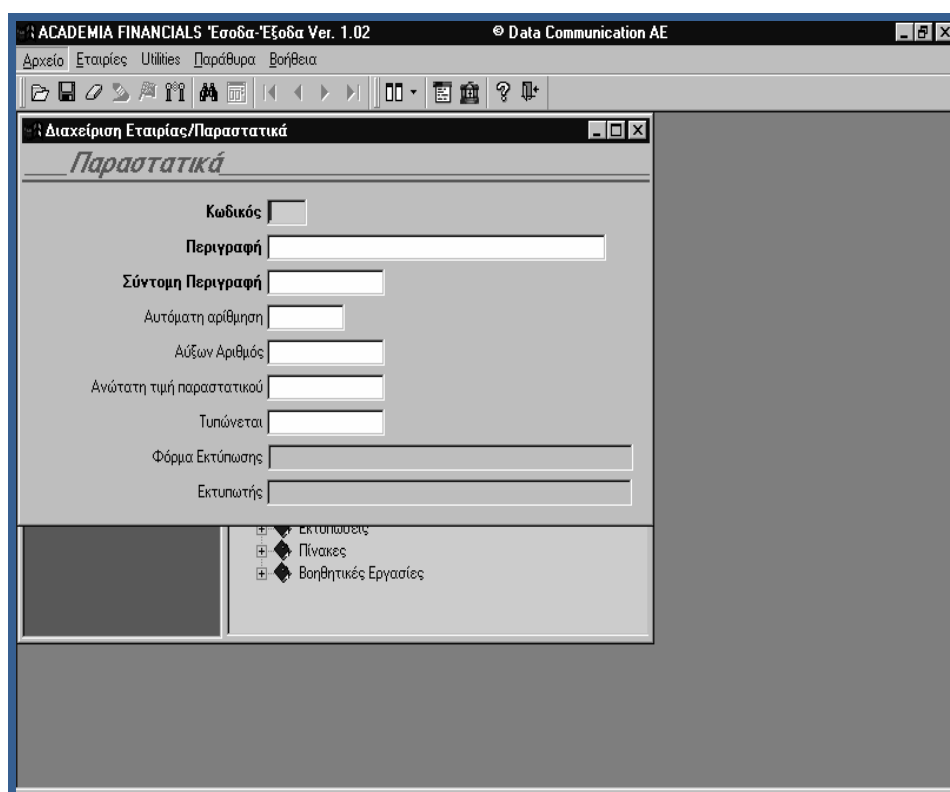 ACADEMIA FINANCIALS 'Εσοδα-'Εξοδα Ver. 1.02 © Data Communication AE
Αρχείο Εταιρίες Utilities Παράθυρα Βοήθεια
Διαχείριση Εταιρίας/Παραστατικά
Παραστατικά
Κωδικός
Περιγραφή
Σύντομη Περιγραφή
Αυτόματη αρίθμηση
Αύξων Αριθμός
Ανώτατη τιμή παραστατικού
Τυπώνεται
Φόρμα Εκτύπωσης
Εκτυπωτής
Εκτυπώσεις
Πίνακες
Βοηθητικές Εργασίες